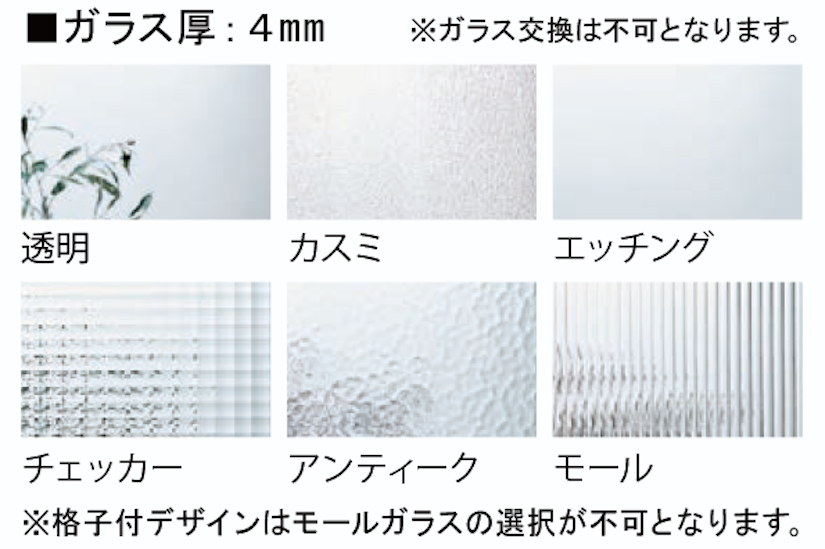 ■ガラス厚：4mm
※ガラス交換は不可となります。
透明
カスミ
エッチング
チェッカー
アンティーク
モール
※格子付デザインはモールガラスの選択が不可となります。